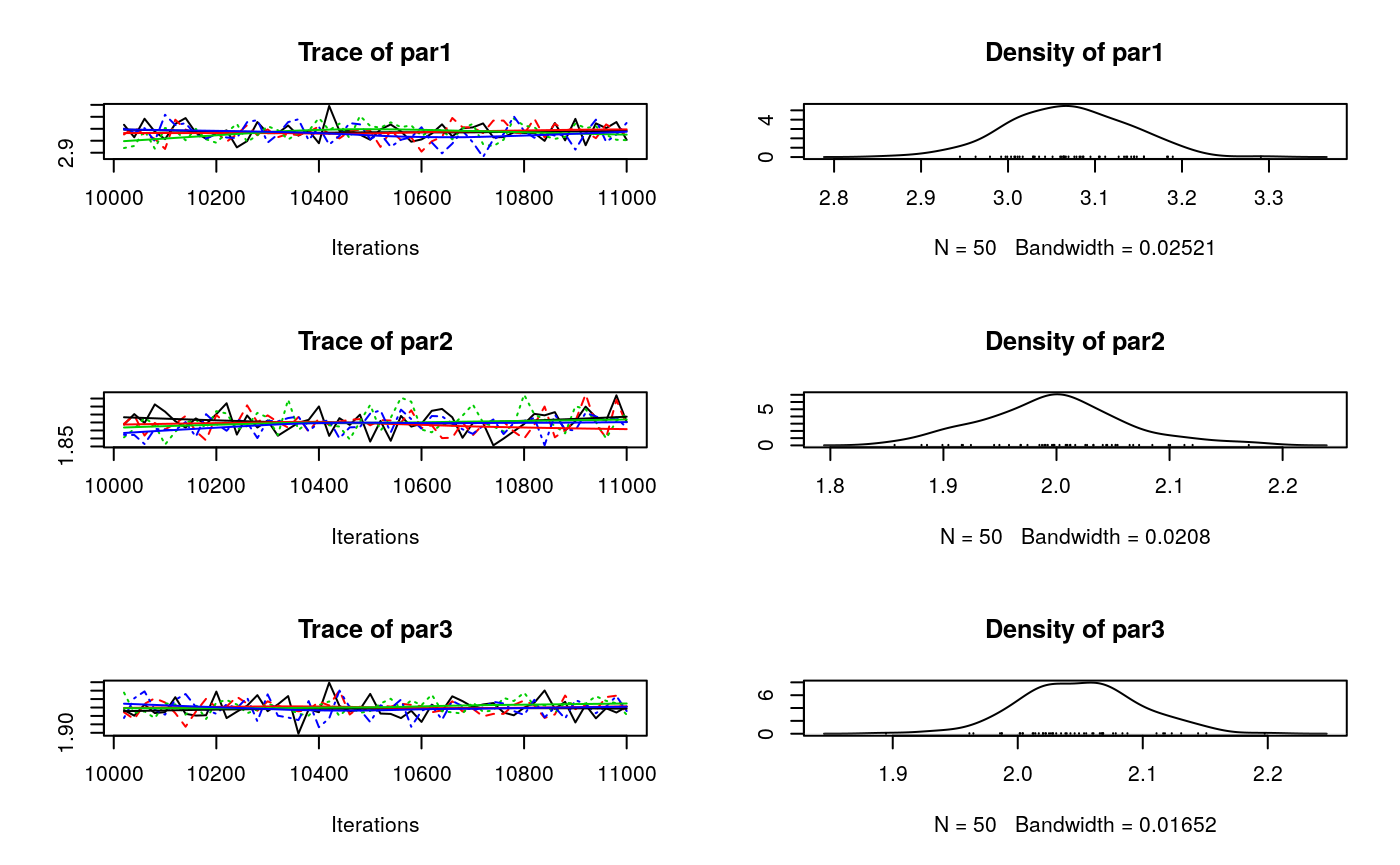 Trace of par1
2.9
10000 10200 10400 10600 10800 11000
Iterations
Density of par1
0 4
2.8 2.9 3.0 3.1 3.2 3.3
N = 50 Bandwidth = 0.02521
Trace of par2
1.85
10000 10200 10400 10600 10800 11000
Iterations
Density of par2
0 5
1.8 1.9 2.0 2.1 2.2
N = 50 Bandwidth = 0.0208
Trace of par3
1.90
10000 10200 10400 10600 10800 11000
Iterations
Density of par3
0 6
1.9 2.0 2.1 2.2
N = 50 Bandwidth = 0.01652